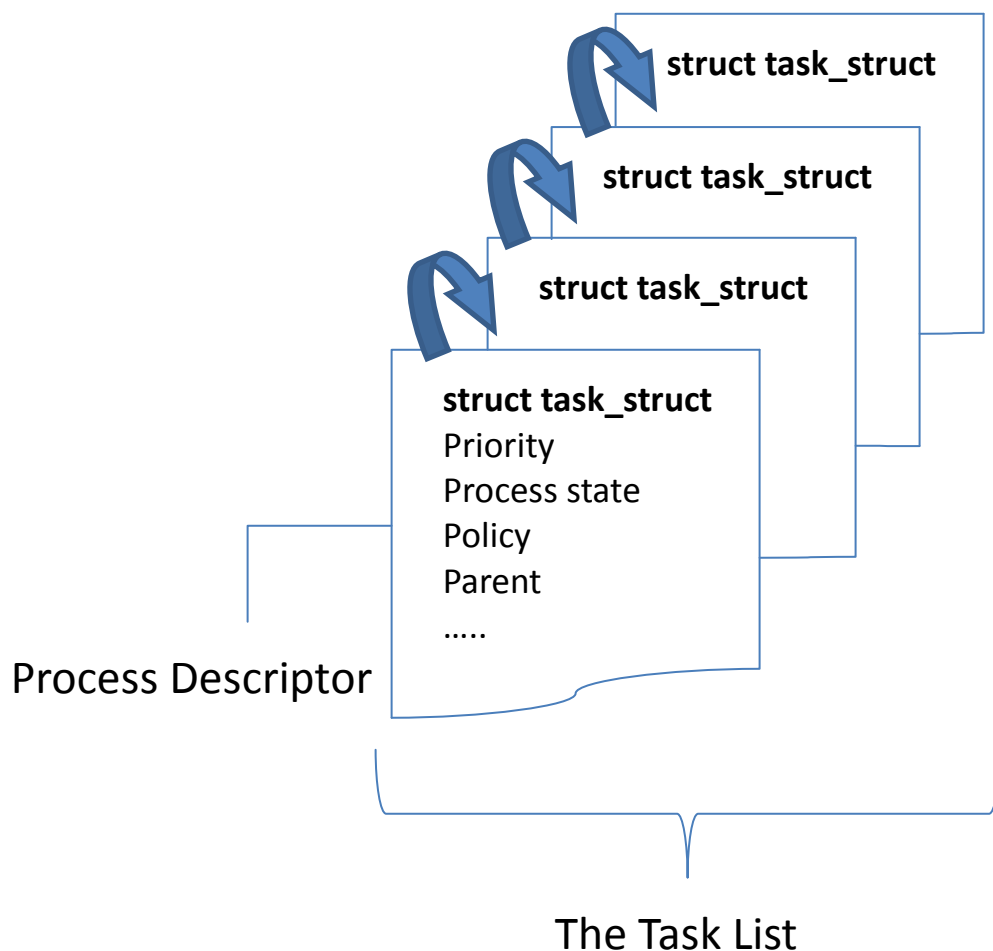 struct task_struct
struct task_struct
struct task_struct
struct task_struct
Priority
Process state
Policy
Parent
.....
Process Descriptor
The Task List